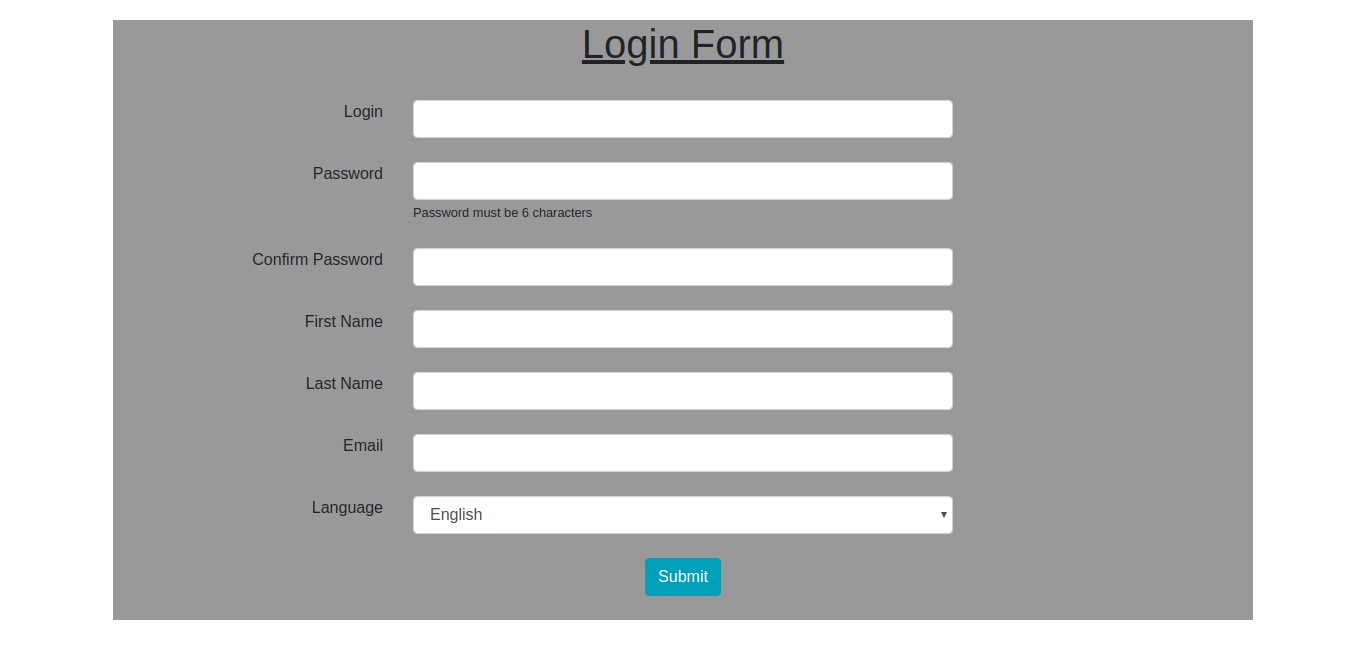 Login Form
Login
Password
Password must be 6 characters
Confirm Password
First Name
Last Name
Email
Language
English
Submit